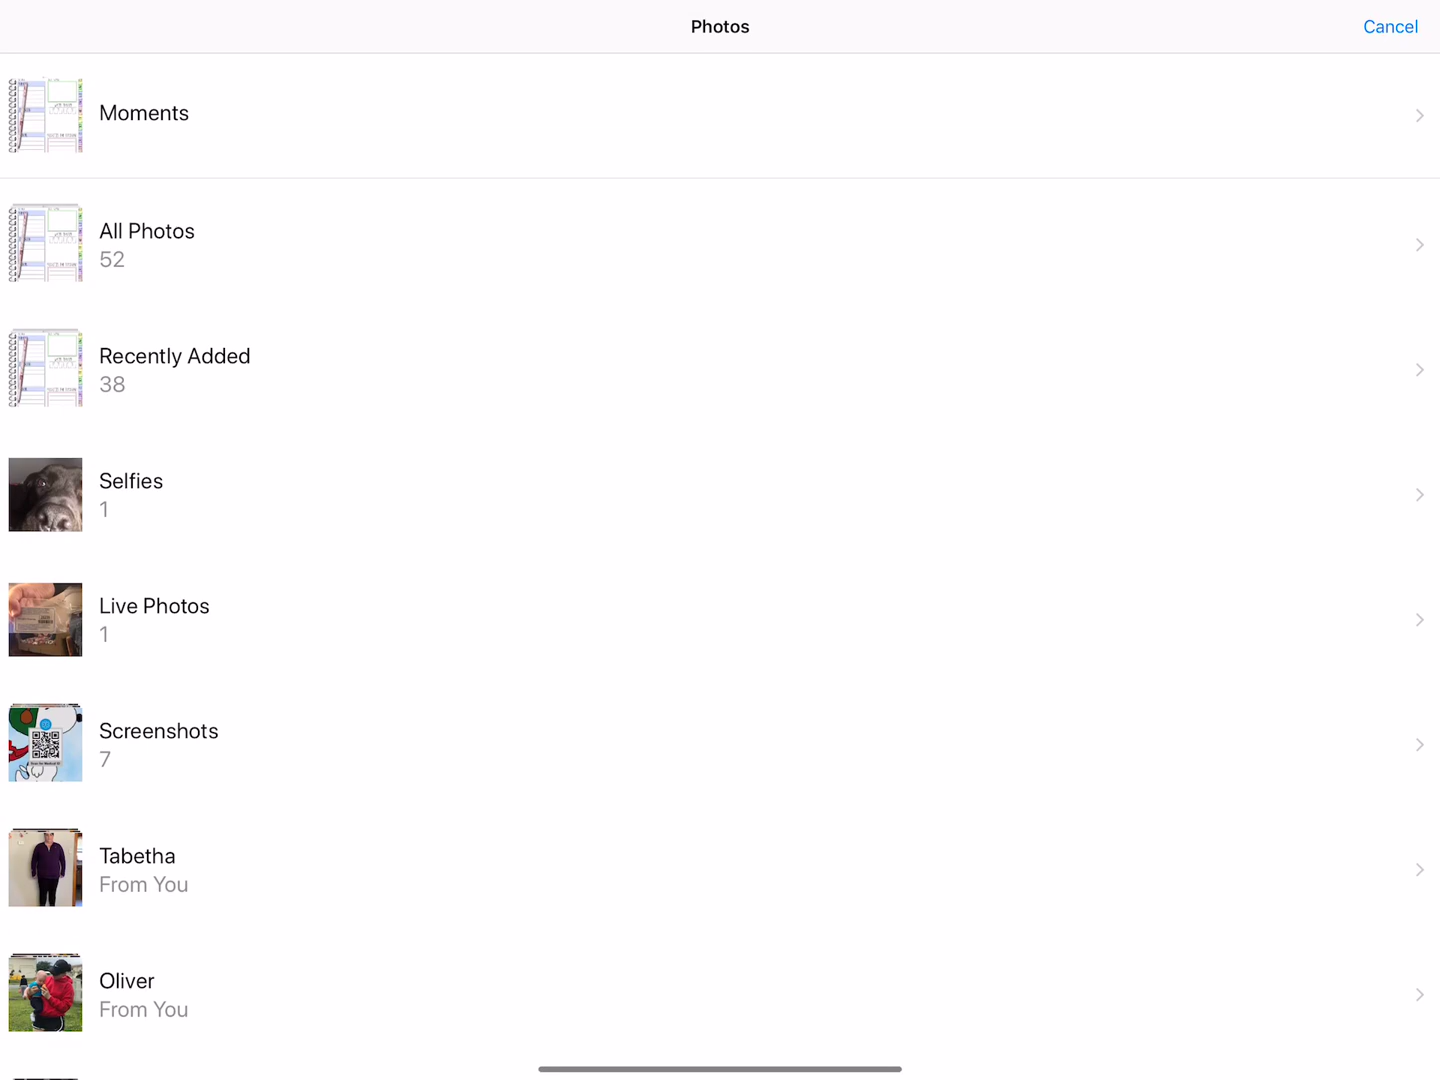 Photos
Cancel
Moments
All Photos
52
Recently Added
38
Selfies
1
Live Photos
1
Screenshots
7
Tabetha
From You
Oliver
From You